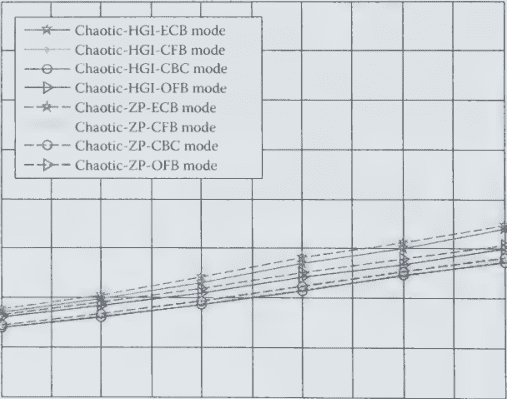 Chaotic-HGI-ECB mode
Chaotic-HGI-CFB mode
Chaotic-HGI-CBC mode
Chaotic-HGI-OFB mode
Chaotic-ZP-ECB mode
Chaotic-ZP-CFB mode
Chaotic-ZP-CBC mode
Chaotic-ZP-OFB mode